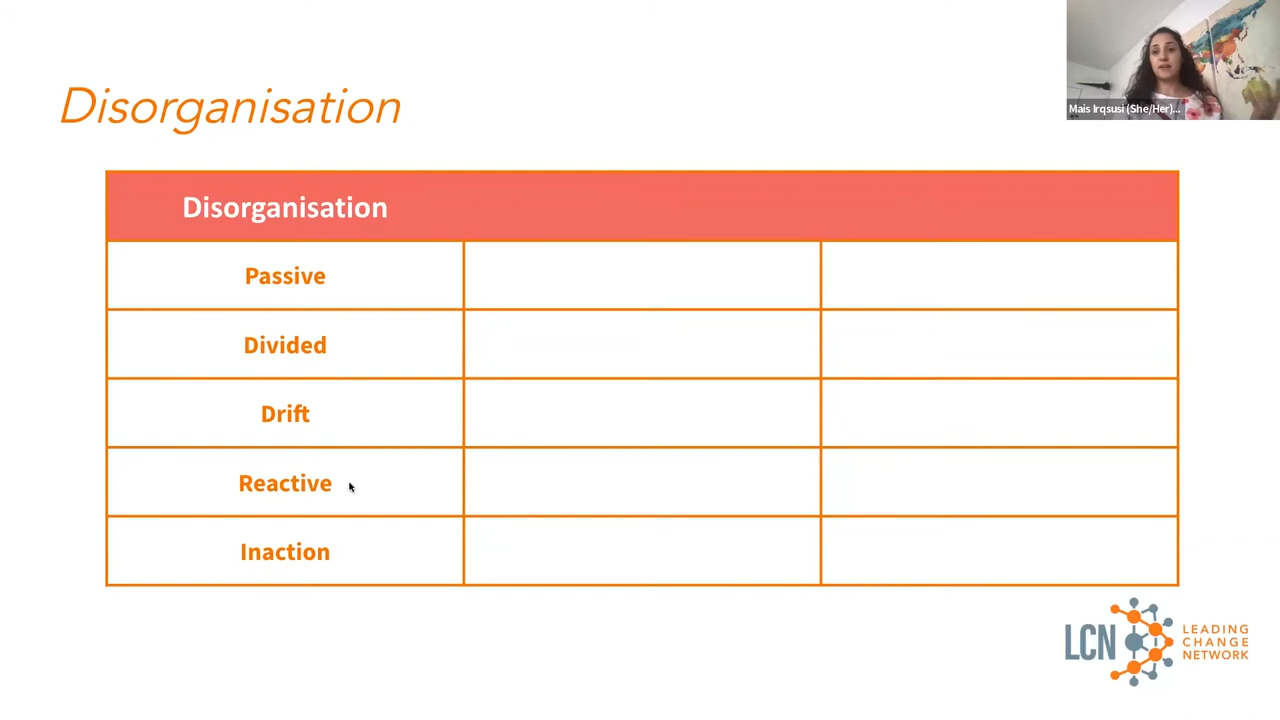 Disorganisation
Mais Irqsusi (She/Her)...
Disorganisation
Passive
Divided
Drift
Reactive
Inaction
LCN
LEADING
CHANGE
NETWORK